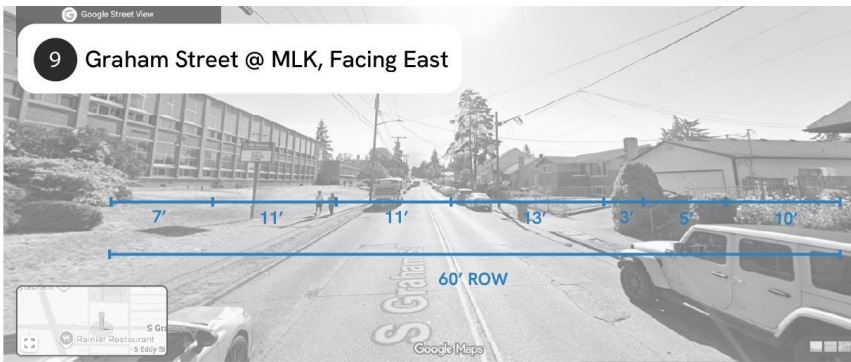 Google Street View
9 Graham Street @ MLK, Facing East
7' 11' 11' 13' 3' 5' 10'
60' ROW
S Graham
S Gra
Rainier Restaurant
S Eddy St
Google Maps